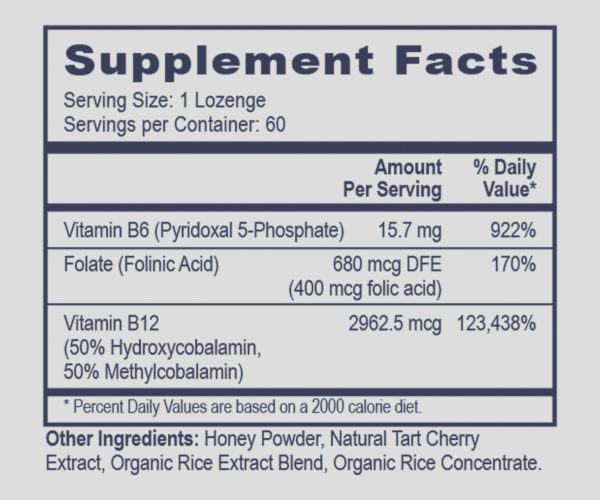 Supplement Facts
Serving Size: 1 Lozenge
Servings per Container: 60
Amount Per Serving
% Daily Value*
Vitamin B6 (Pyridoxal 5-Phosphate) 15.7 mg 922%
Folate (Folinic Acid) 680 mcg DFE 170%
(400 mcg folic acid)
Vitamin B12 2962.5 mcg 123,438%
(50% Hydroxycobalamin,
50% Methylcobalamin)
* Percent Daily Values are based on a 2000 calorie diet.
Other Ingredients: Honey Powder, Natural Tart Cherry
Extract, Organic Rice Extract Blend, Organic Rice Concentrate.